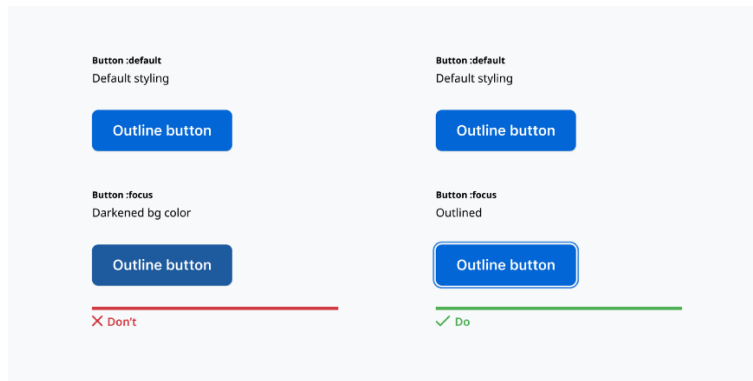 Button :default
Default styling
Outline button
Button :focus
Darkened bg color
Outline button
Don't
Button :default
Default styling
Outline button
Button :focus
Outlined
Outline button
Do